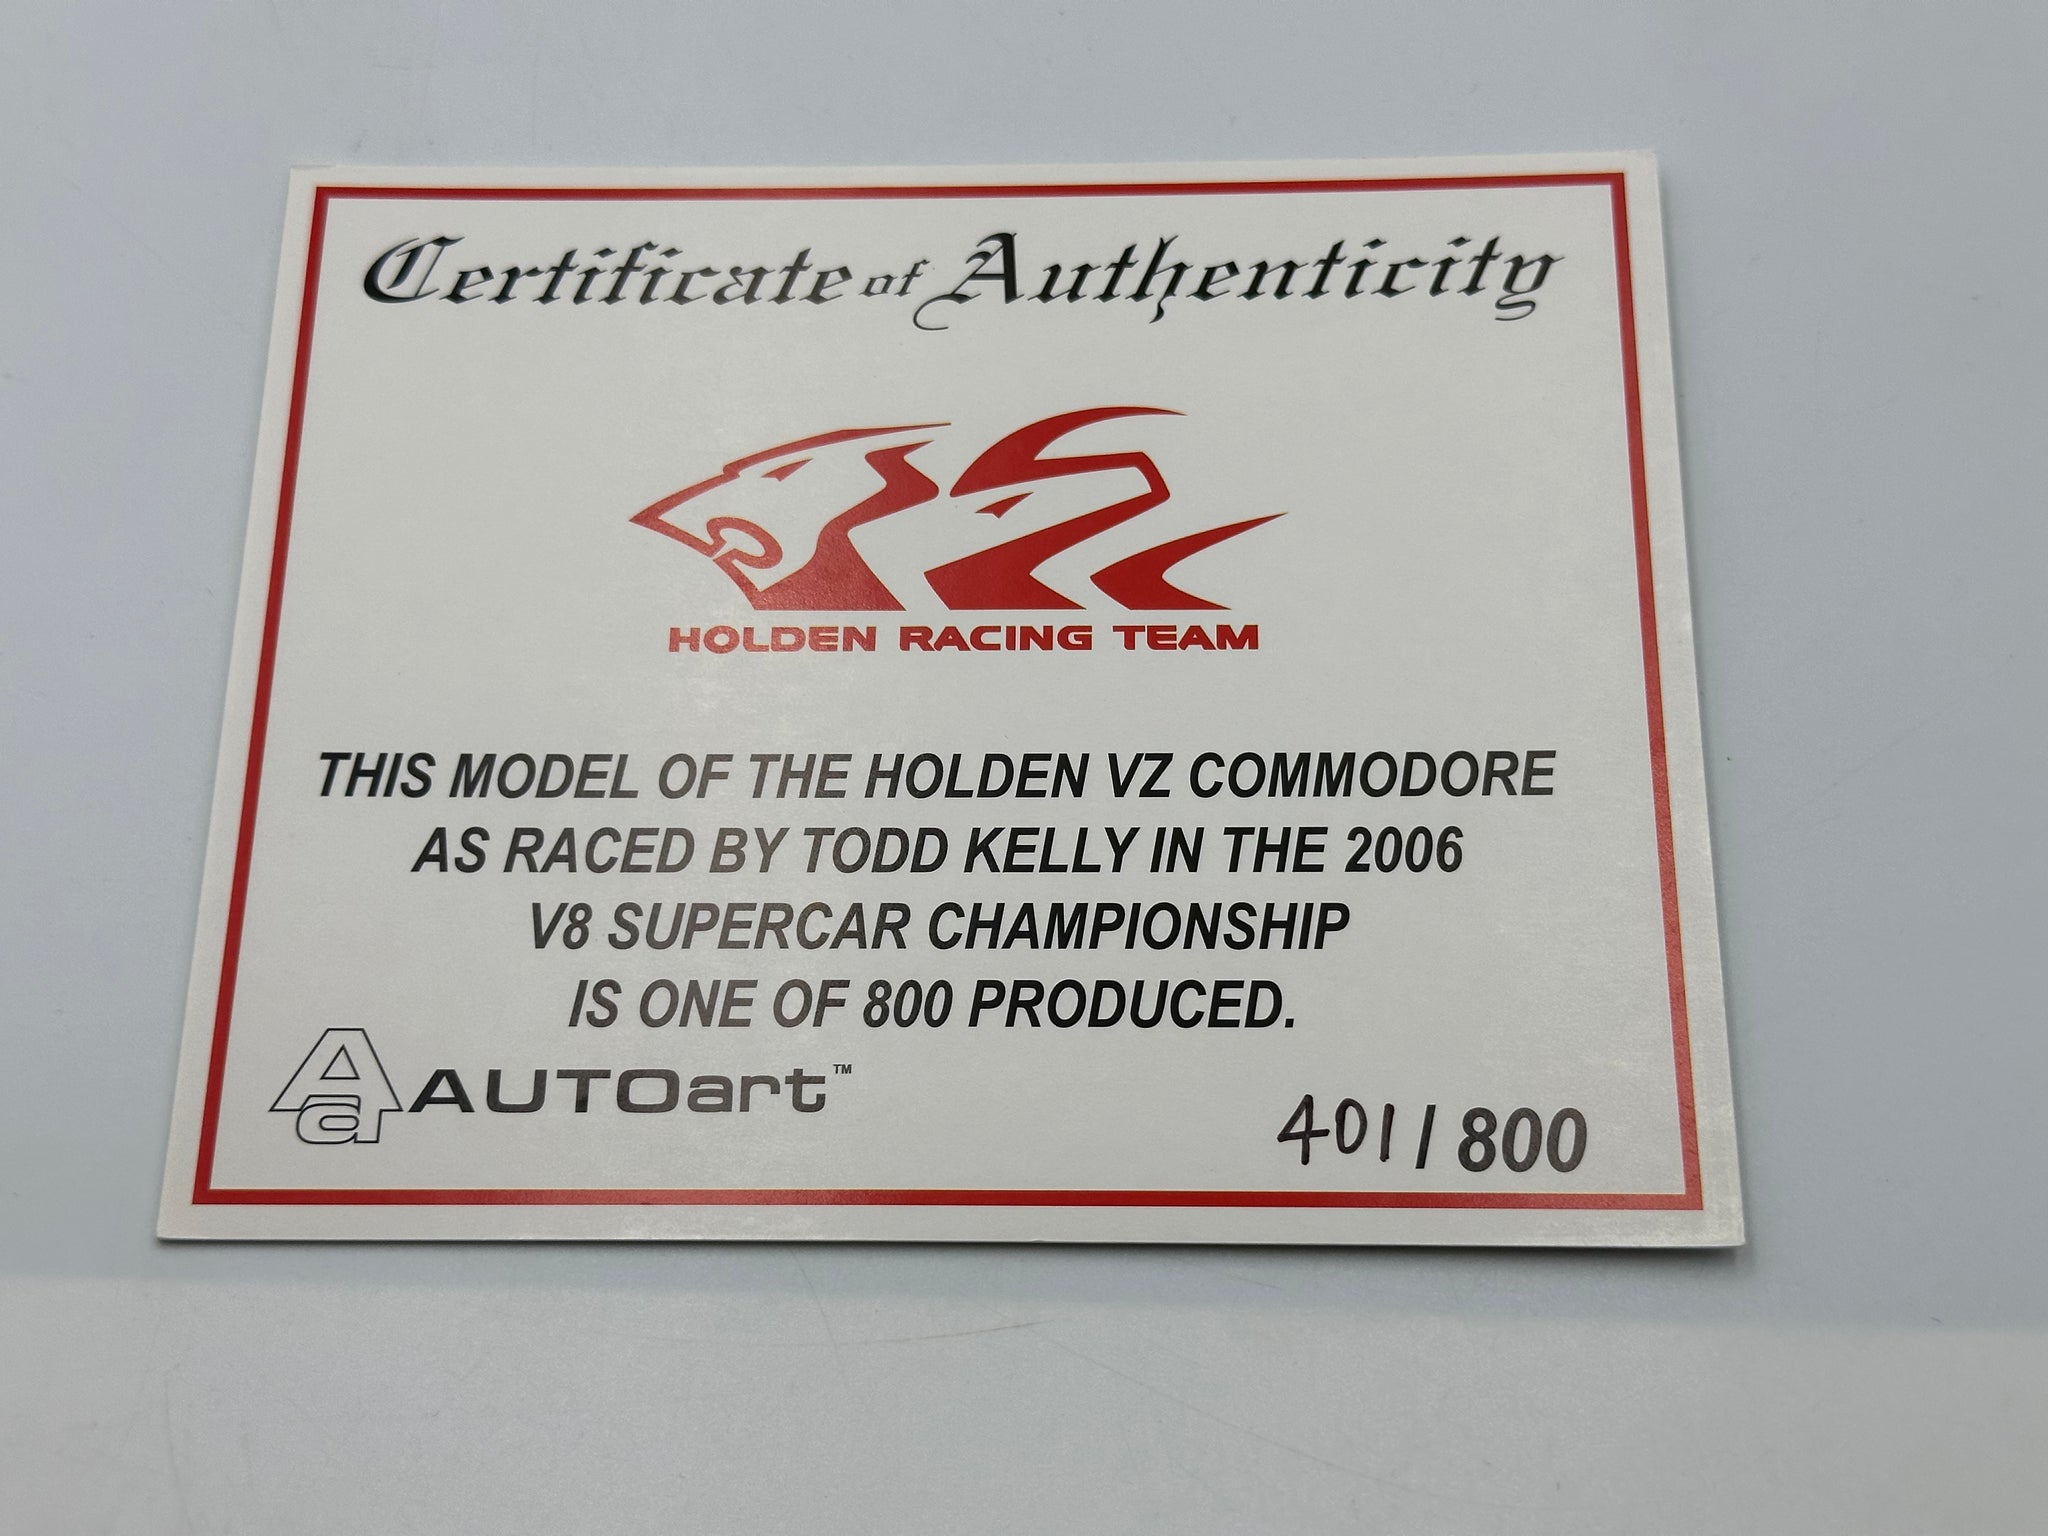 Certificate of Authenticity
HOLDEN RACING TEAM
THIS MODEL OF THE HOLDEN VZ COMMODORE
AS RACED BY TODD KELLY IN THE 2006
V8 SUPERCAR CHAMPIONSHIP
IS ONE OF 800 PRODUCED.
Aa AUTOart™
401 / 800